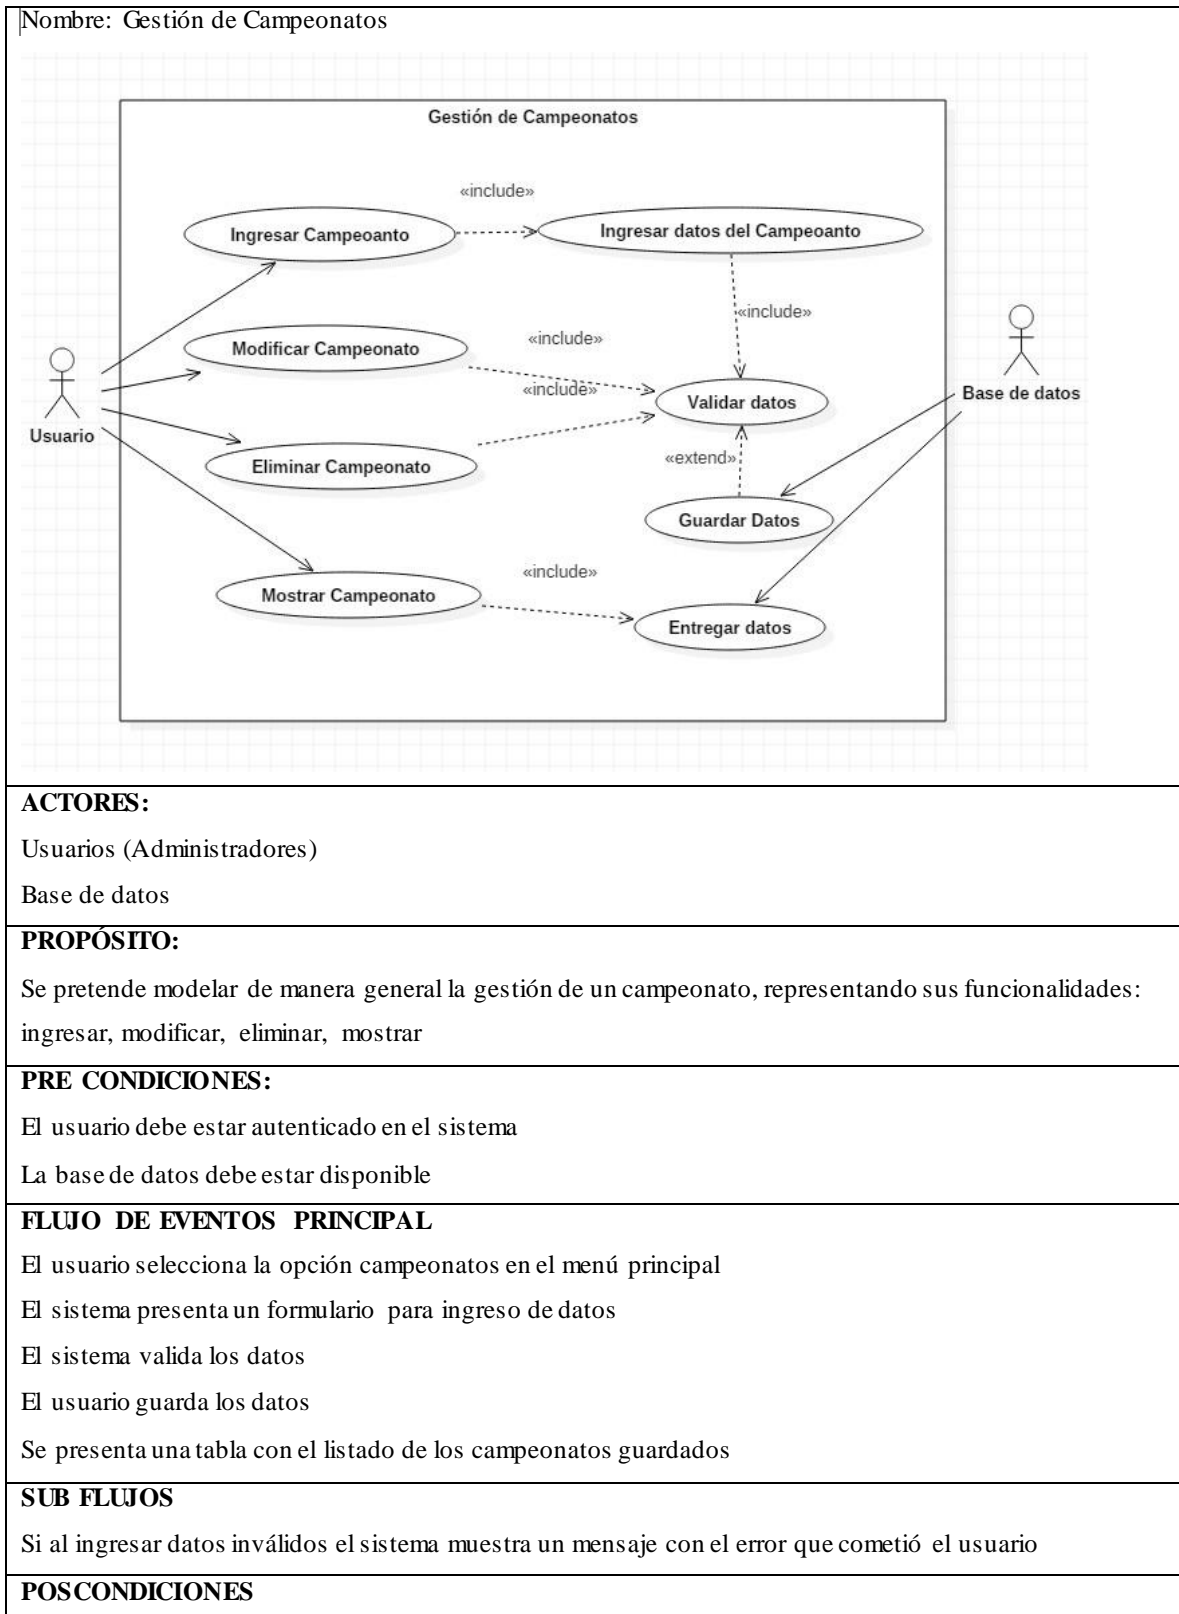 Nombre: Gestión de Campeonatos
Gestión de Campeonatos
«include»
Ingresar Campeoanto
Ingresar datos del Campeoanto
«include»
Modificar Campeonato
«include»
«include»
Validar datos
Base de datos
Usuario
Eliminar Campeonato
«extend»
Guardar Datos
«include»
Mostrar Campeonato
Entregar datos
ACTORES:
Usuarios (Administradores)
Base de datos
PROPÓSITO:
Se pretende modelar de manera general la gestión de un campeonato, representando sus funcionalidades:
ingresar, modificar, eliminar, mostrar
PRE CONDICIONES:
El usuario debe estar autenticado en el sistema
La base de datos debe estar disponible
FLUJO DE EVENTOS PRINCIPAL
El usuario selecciona la opción campeonatos en el menú principal
El sistema presenta un formulario para ingreso de datos
El sistema valida los datos
El usuario guarda los datos
Se presenta una tabla con el listado de los campeonatos guardados
SUB FLUJOS
Si al ingresar datos inválidos el sistema muestra un mensaje con el error que cometió el usuario
POSCONDICIONES